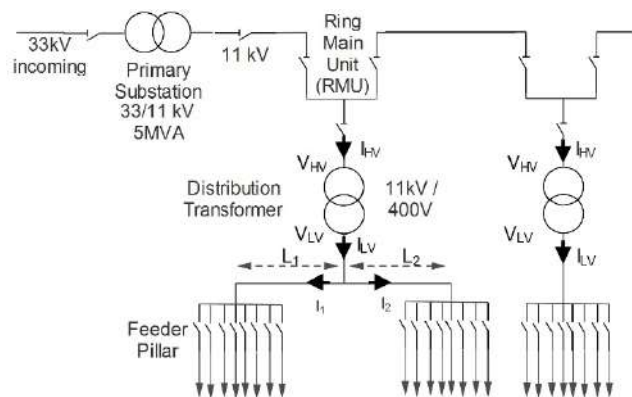 33kV
incoming
Primary
Substation
33/11 kV
5MVA
11 kV
Ring
Main
Unit
(RMU)
I_HV
V_HV
Distribution
Transformer
11kV /
400V
V_LV
I_LV
L_1
L_2
I_1
I_2
Feeder
Pillar
I_HV
V_HV
V_LV
I_LV